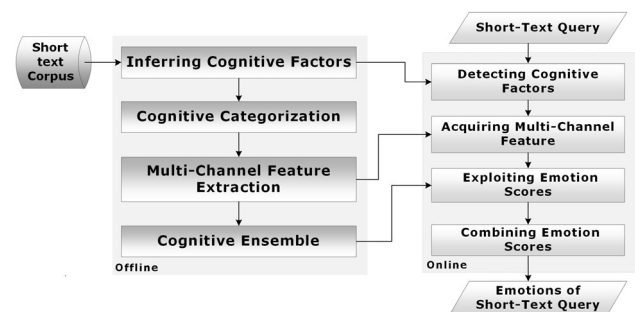 Short
text
Corpus
Inferring Cognitive Factors
Cognitive Categorization
Multi-Channel Feature
Extraction
Cognitive Ensemble
Offline
Short-Text Query
Detecting Cognitive
Factors
Acquiring Multi-Channel
Feature
Exploiting Emotion
Scores
Combining Emotion
Scores
Online
Emotions of
Short-Text Query